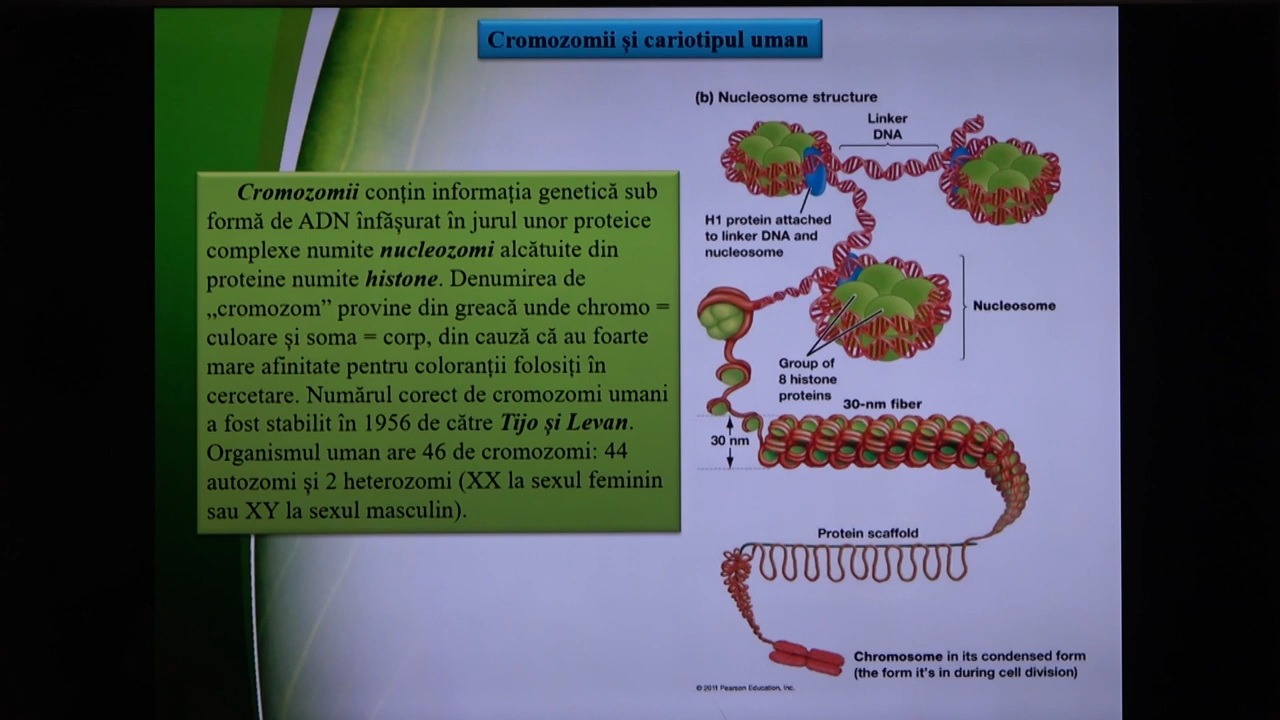 Cromozomii și cariotipul uman
Cromozomii conțin informația genetică sub
formă de ADN înfășurat în jurul unor proteice
complexe numite nucleozomi alcătuite din
proteine numite histone. Denumirea de
„cromozom” provine din greacă unde chromo =
culoare și soma = corp, din cauză că au foarte
mare afinitate pentru coloranții folosiți în
cercetare. Numărul corect de cromozomi umani
a fost stabilit în 1956 de către Tijo și Levan.
Organismul uman are 46 de cromozomi: 44
autozomi și 2 heterozomi (XX la sexul feminin
sau XY la sexul masculin).
(b) Nucleosome structure
Linker
DNA
H1 protein attached
to linker DNA and
nucleosome
Nucleosome
Group of
8 histone
proteins
30-nm fiber
30 nm
Protein scaffold
Chromosome in its condensed form
(the form it's in during cell division)
© 2011 Pearson Education, Inc.